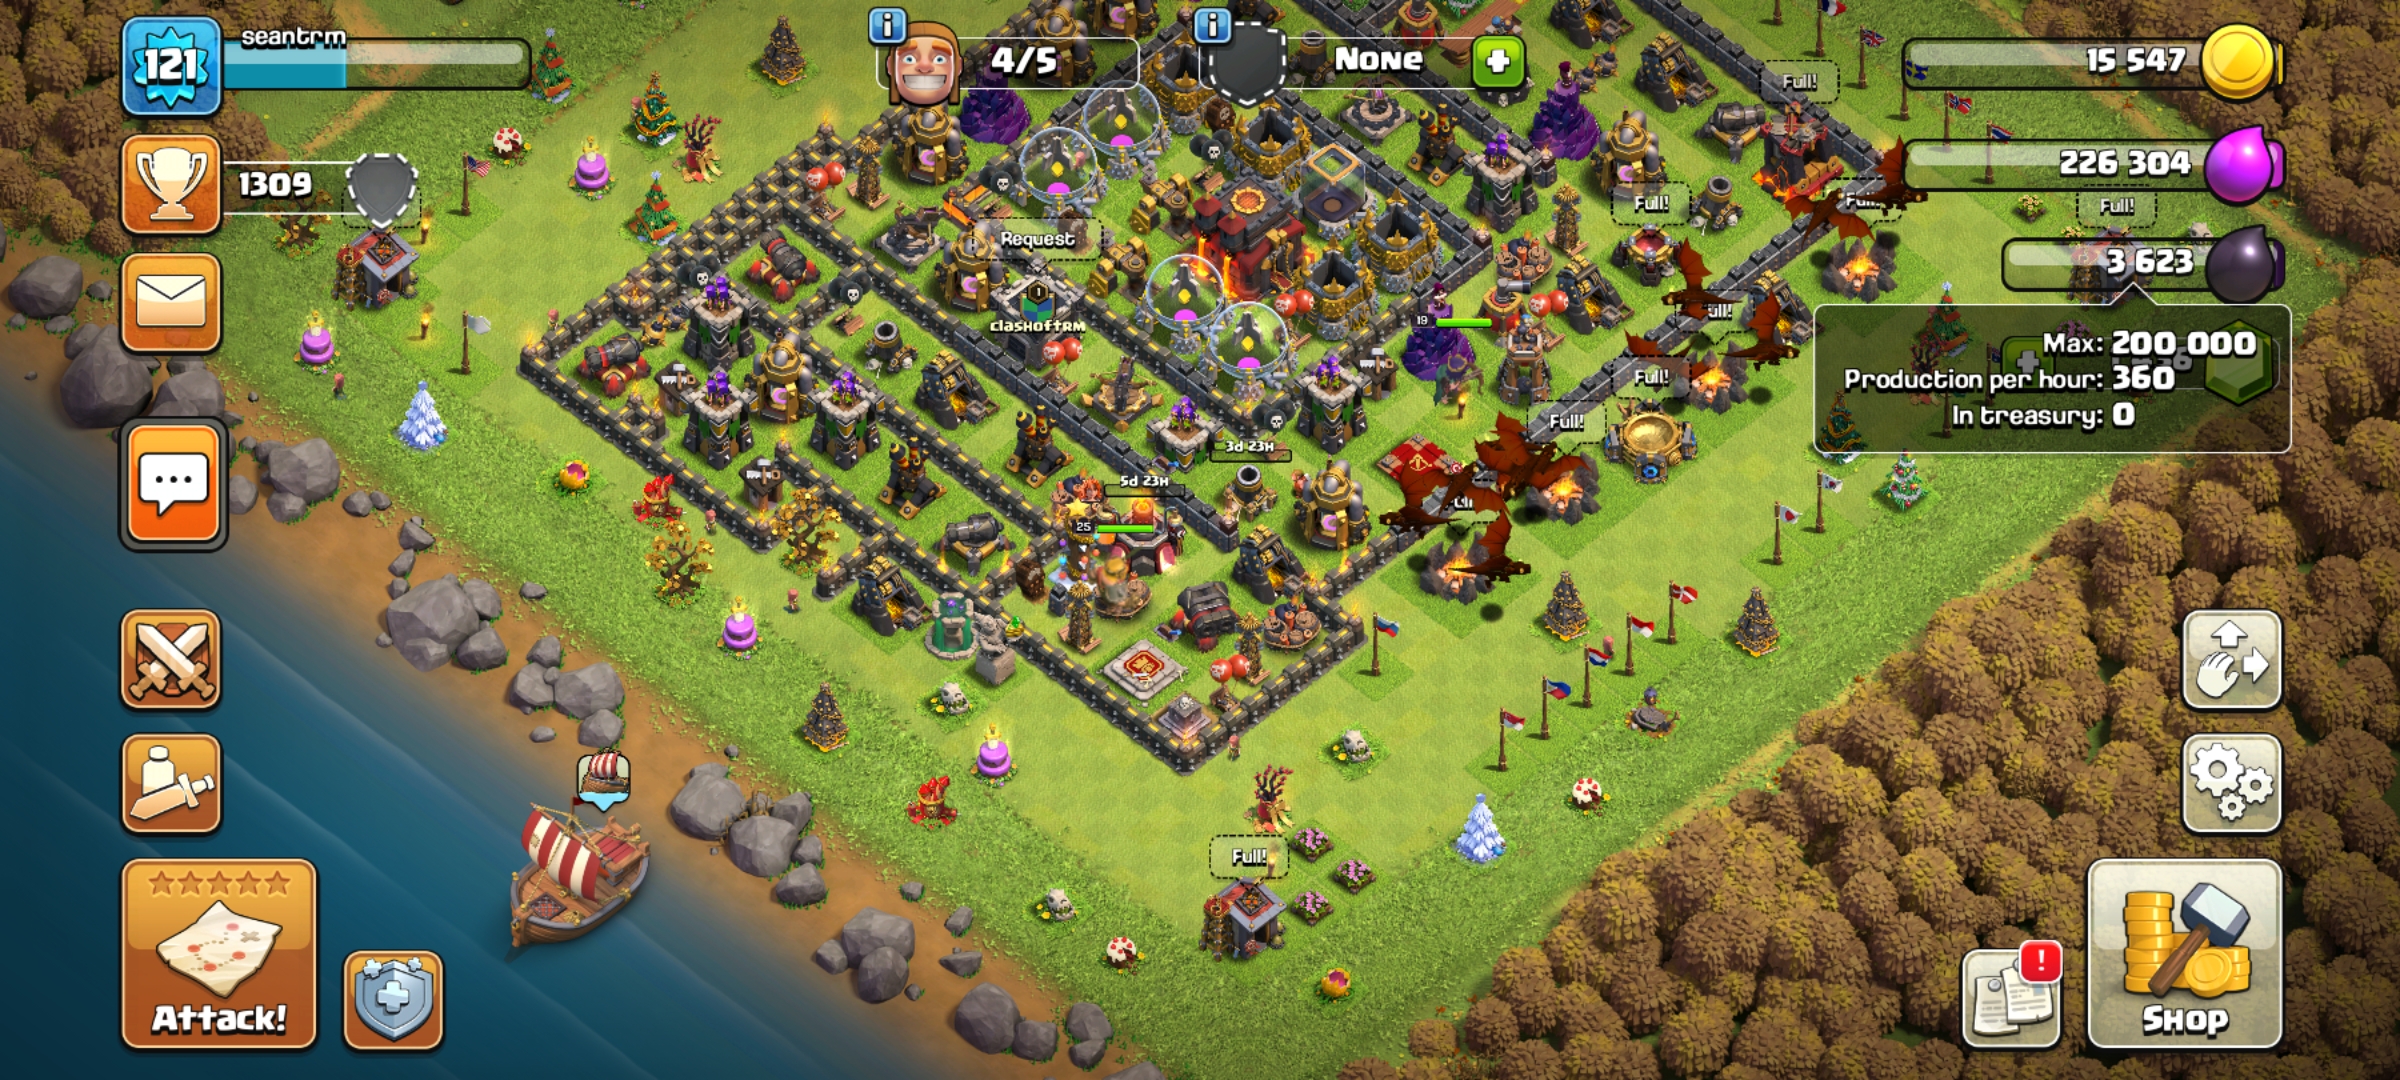 121
seantrm
4/5
None
15 547
1309
226 304
3 623
Max: 200 000
Production per hour: 360
In treasury: 0
Full!
Full!
Full!
Request
clashoftRM
19
Full!
Full!
3d 23H
5d 23H
25
Full!
Attack!
!
Shop